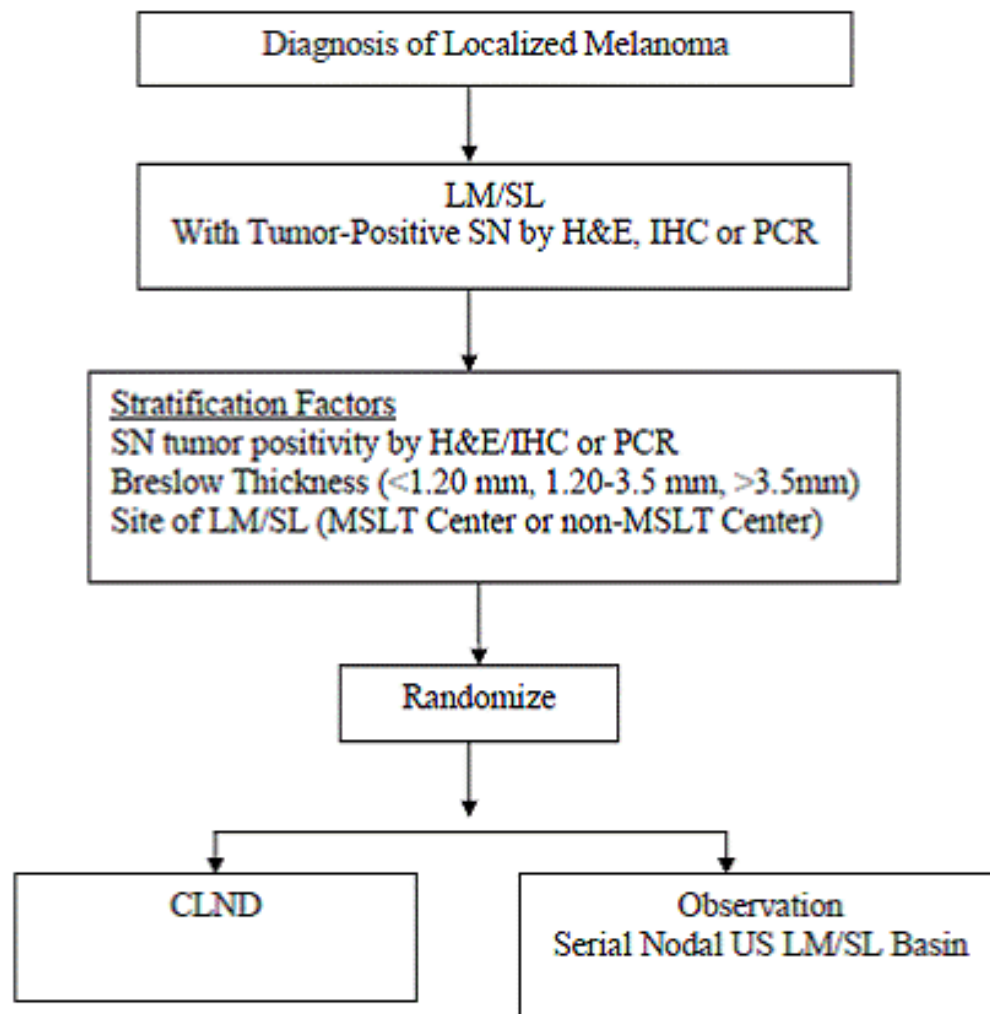 Diagnosis of Localized Melanoma
LM/SL
With Tumor-Positive SN by H&E, IHC or PCR
Stratification Factors
SN tumor positivity by H&E/IHC or PCR
Breslow Thickness (<1.20 mm, 1.20-3.5 mm, >3.5mm)
Site of LM/SL (MSLT Center or non-MSLT Center)
Randomize
CLND
Observation
Serial Nodal US LM/SL Basin